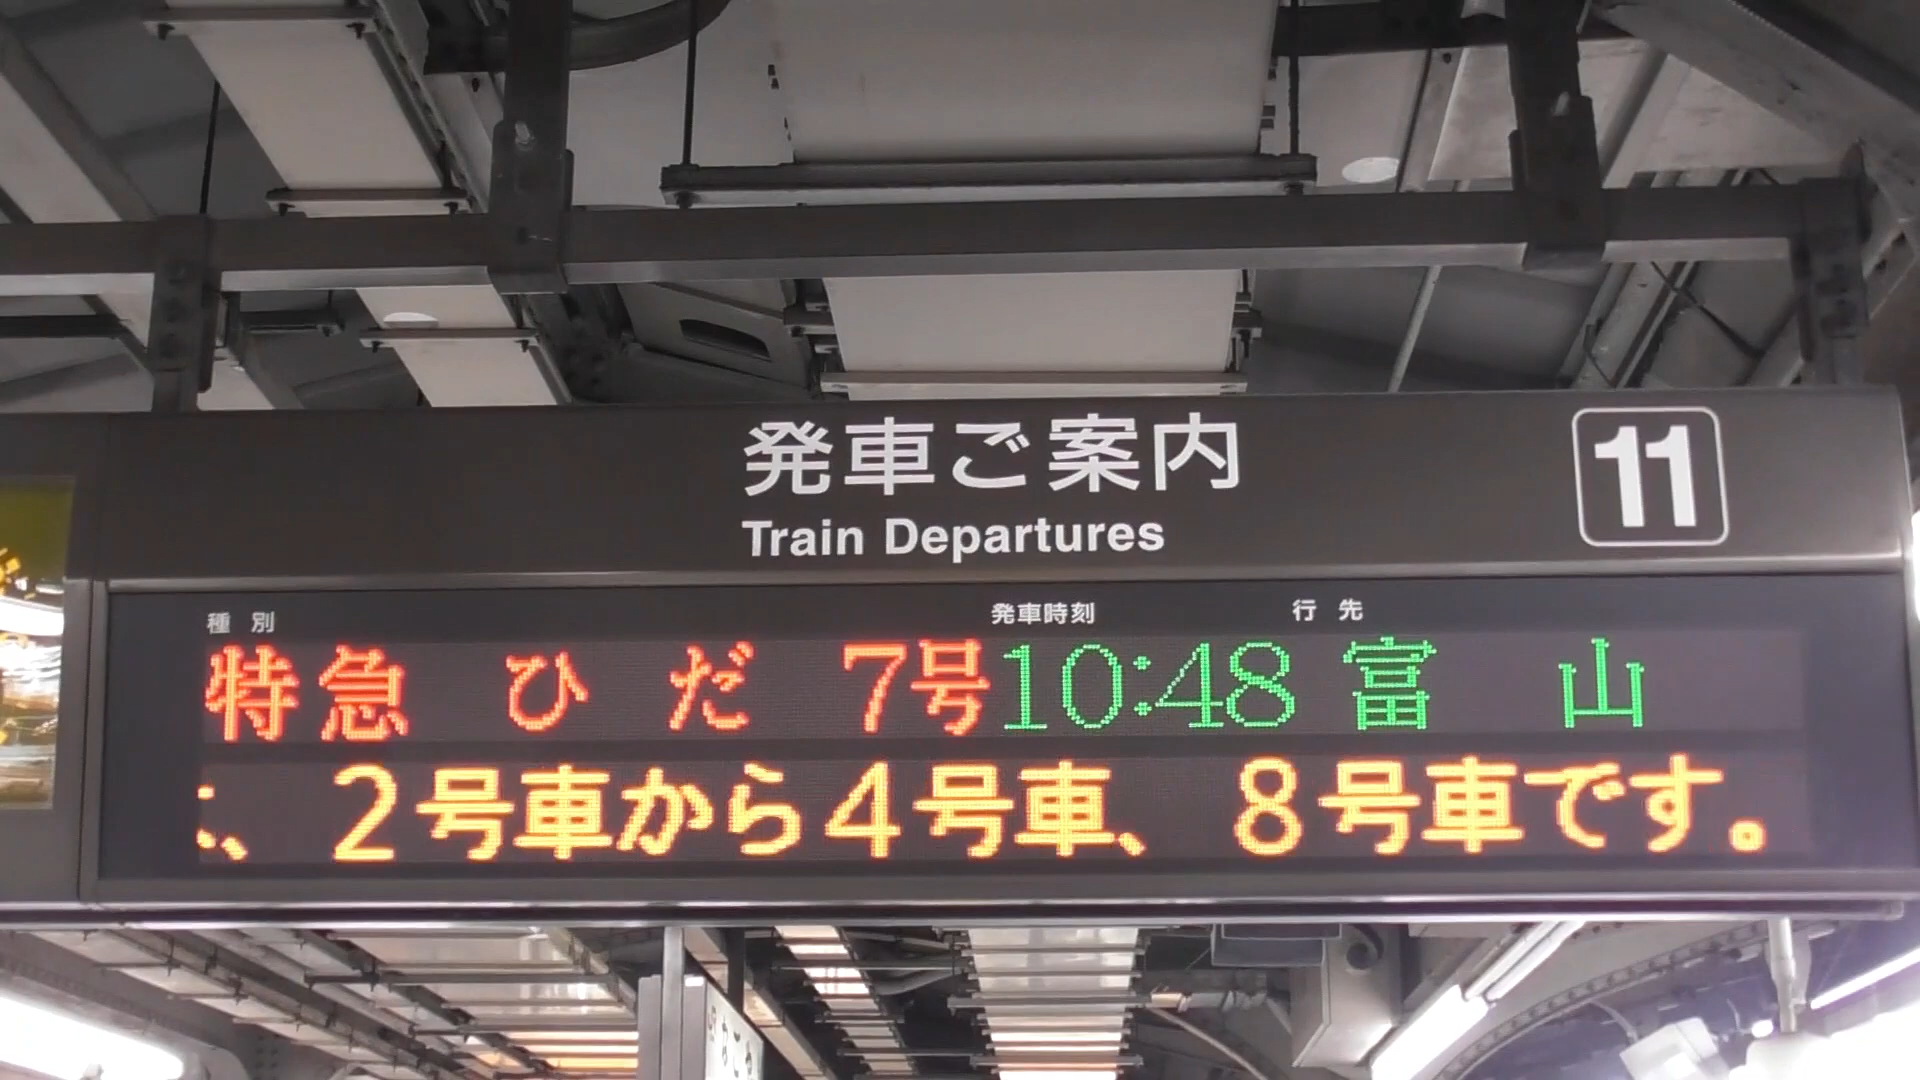 発車ご案内
Train Departures
11
種別 発車時刻 行先
特急 ひだ 7号 10:48 富山
、 2号車から4号車、 8号車です。